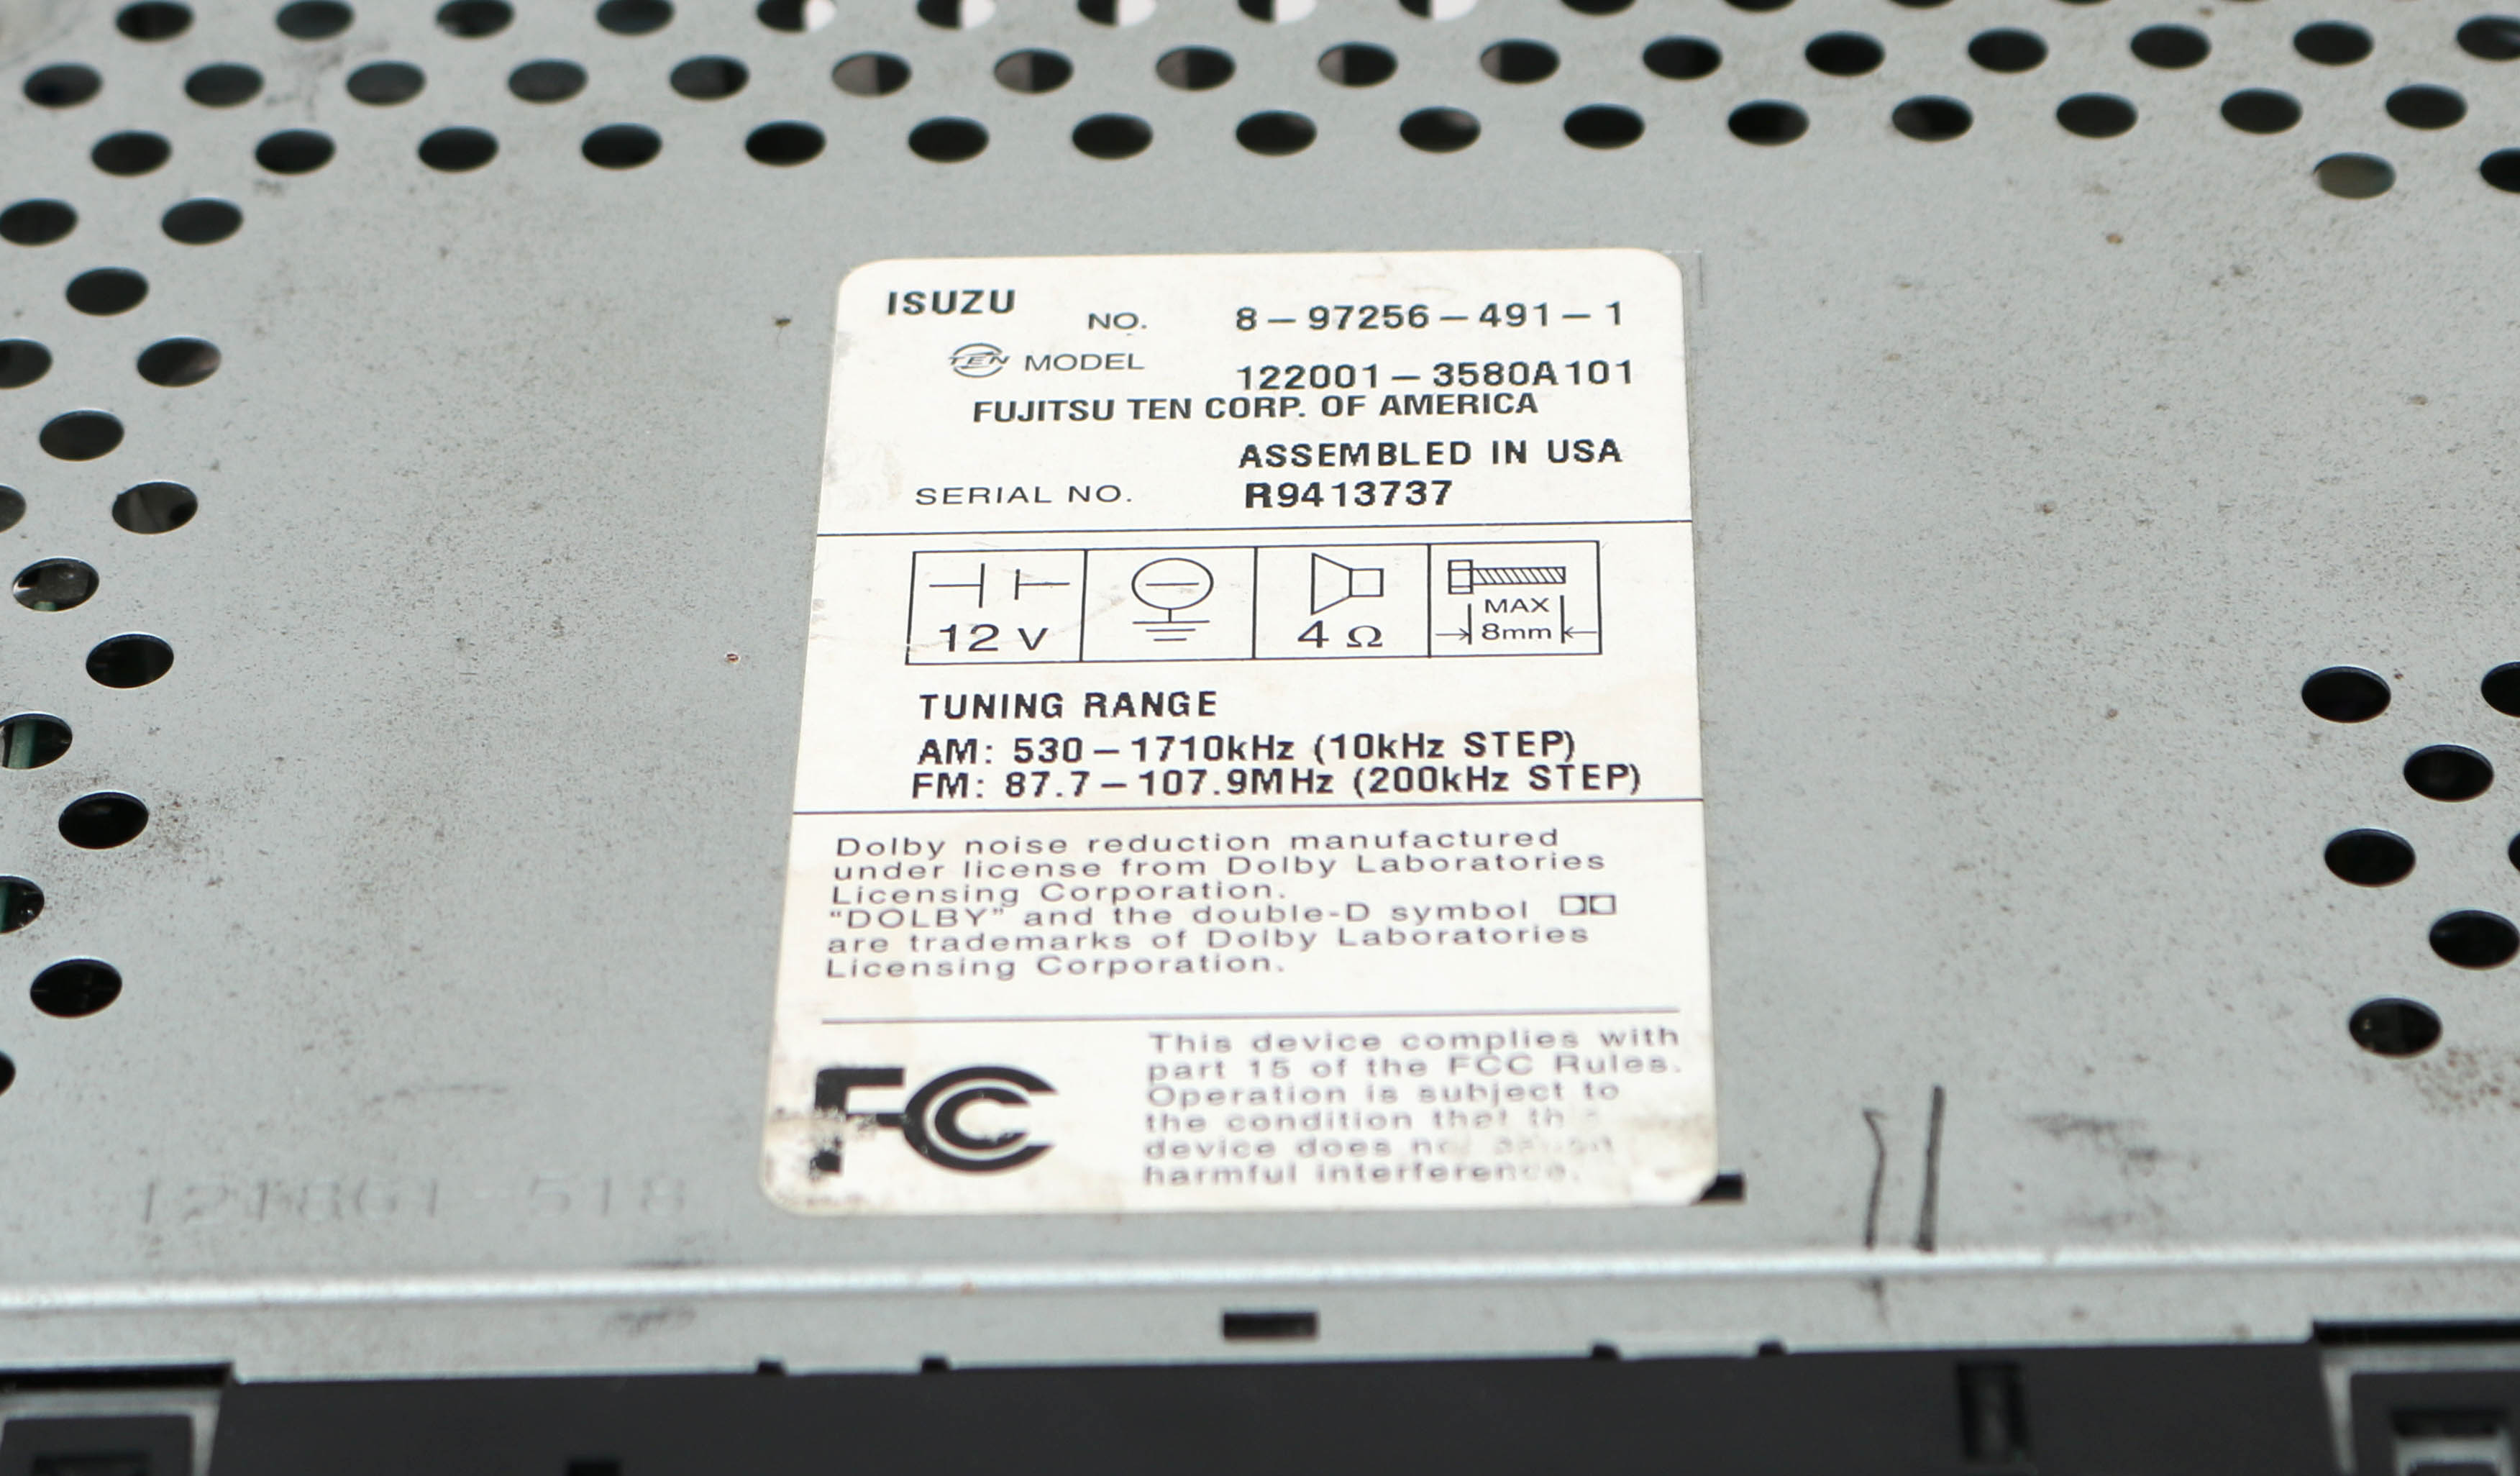 ISUZU
NO. 8-97256-491-1
TEN MODEL 122001-3580A101
FUJITSU TEN CORP. OF AMERICA
ASSEMBLED IN USA
SERIAL NO. R9413737
12 V
4 Ω
MAX
8mm
TUNING RANGE
AM: 530-1710kHz (10kHz STEP)
FM: 87.7-107.9MHz (200kHz STEP)
Dolby noise reduction manufactured
under license from Dolby Laboratories
Licensing Corporation.
"DOLBY" and the double-D symbol
are trademarks of Dolby Laboratories
Licensing Corporation.
FC
This device complies with
part 15 of the FCC Rules.
Operation is subject to
the condition that
device does
harmful interference.